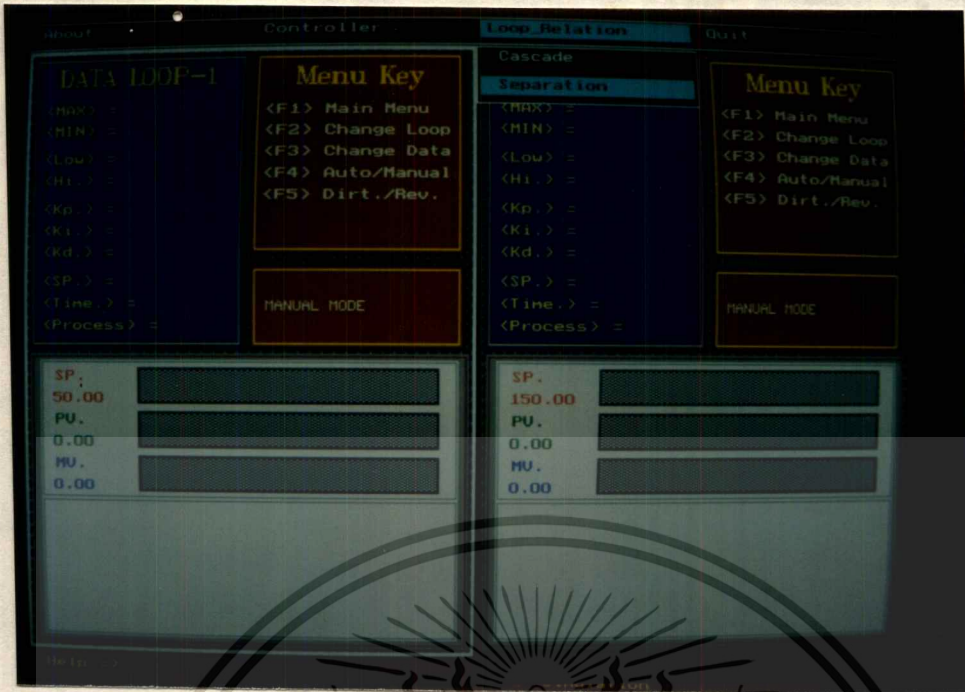 About Controller Loop_Relation Quit
Cascade
Separation
DATA LOOP-1
<MAX> =
<MIN> =
<Low> =
<Hi.> =
<Kp.> =
<Ki.> =
<Kd.> =
<SP.> =
<Time.> =
<Process> =
Menu Key
<F1> Main Menu
<F2> Change Loop
<F3> Change Data
<F4> Auto/Manual
<F5> Dirt./Rev.
MANUAL MODE
<MAX> =
<MIN> =
<Low> =
<Hi.> =
<Kp.> =
<Ki.> =
<Kd.> =
<SP.> =
<Time.> =
<Process> =
Menu Key
<F1> Main Menu
<F2> Change Loop
<F3> Change Data
<F4> Auto/Manual
<F5> Dirt./Rev.
MANUAL MODE
SP.
50.00
PV.
0.00
MV.
0.00
SP.
150.00
PV.
0.00
MV.
0.00
Help